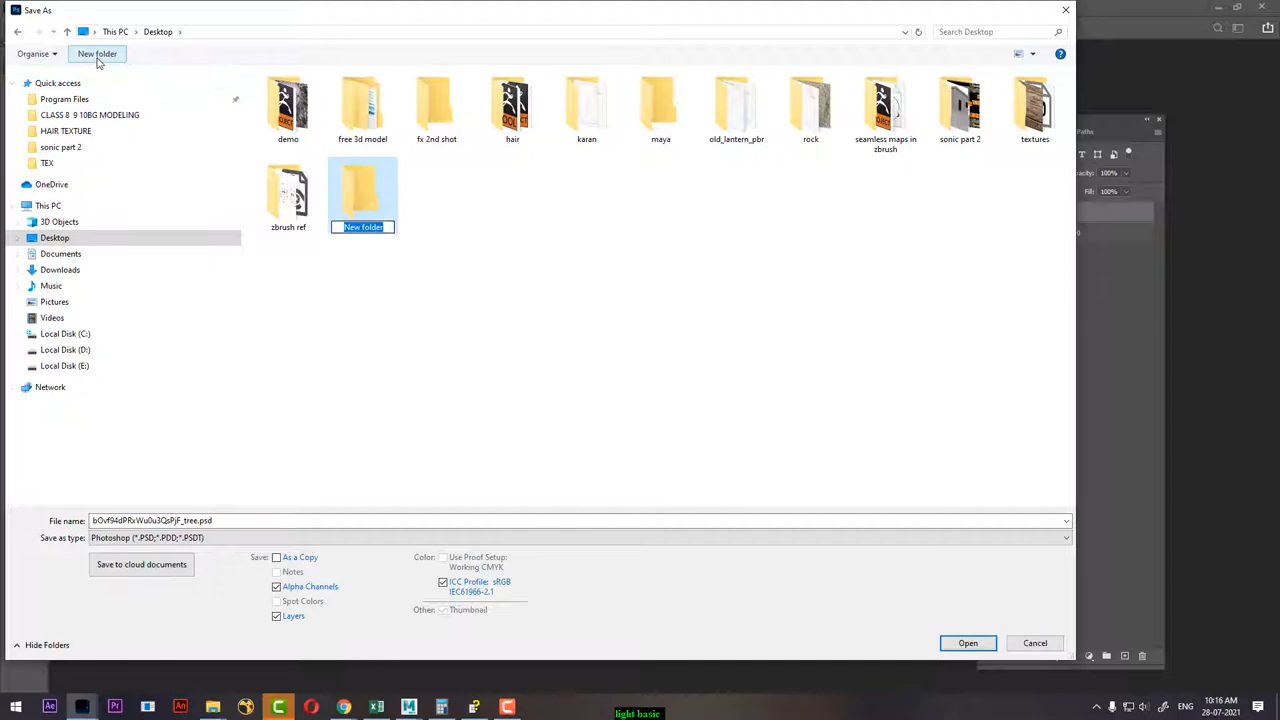 Save As
This PC > Desktop >
Search Desktop
Organise
New folder
Quick access
Program Files
CLASS 8 9 10BG MODELING
HAIR TEXTURE
sonic part 2
TEX
OneDrive
This PC
3D Objects
Desktop
Documents
Downloads
Music
Pictures
Videos
Local Disk (C:)
Local Disk (D:)
Local Disk (E:)
Network
demo
free 3d model
fx 2nd shot
hair
karan
maya
old_lantern_pbr
rock
seamless maps in
zbrush
sonic part 2
textures
zbrush ref
New folder
Paths
100%
Fill: 100%
File name: bOvf94dPRxWu0u3QsPjF_tree.psd
Save as type: Photoshop (*.PSD;*.PDD;*.PSDT)
Save to cloud documents
Save: As a Copy
Notes
Alpha Channels
Spot Colors
Layers
Color: Use Proof Setup:
Working CMYK
ICC Profile: sRGB
IEC61966-2.1
Other: Thumbnail
Hide Folders
Open
Cancel
light basic
ENG
10:16 AM
28-07-2021